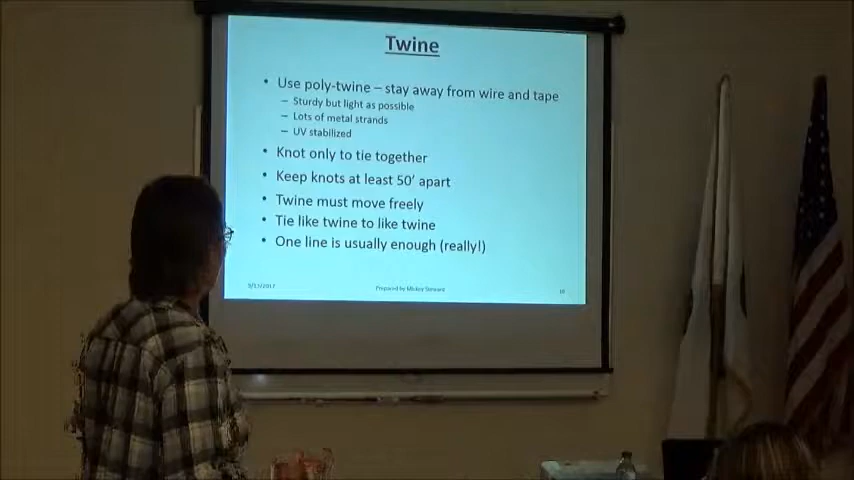 Twine
• Use poly-twine – stay away from wire and tape
– Sturdy but light as possible
– Lots of metal strands
– UV stabilized
• Knot only to tie together
• Keep knots at least 50' apart
• Twine must move freely
• Tie like twine to like twine
• One line is usually enough (really!)
Prepared by Mickey Steward